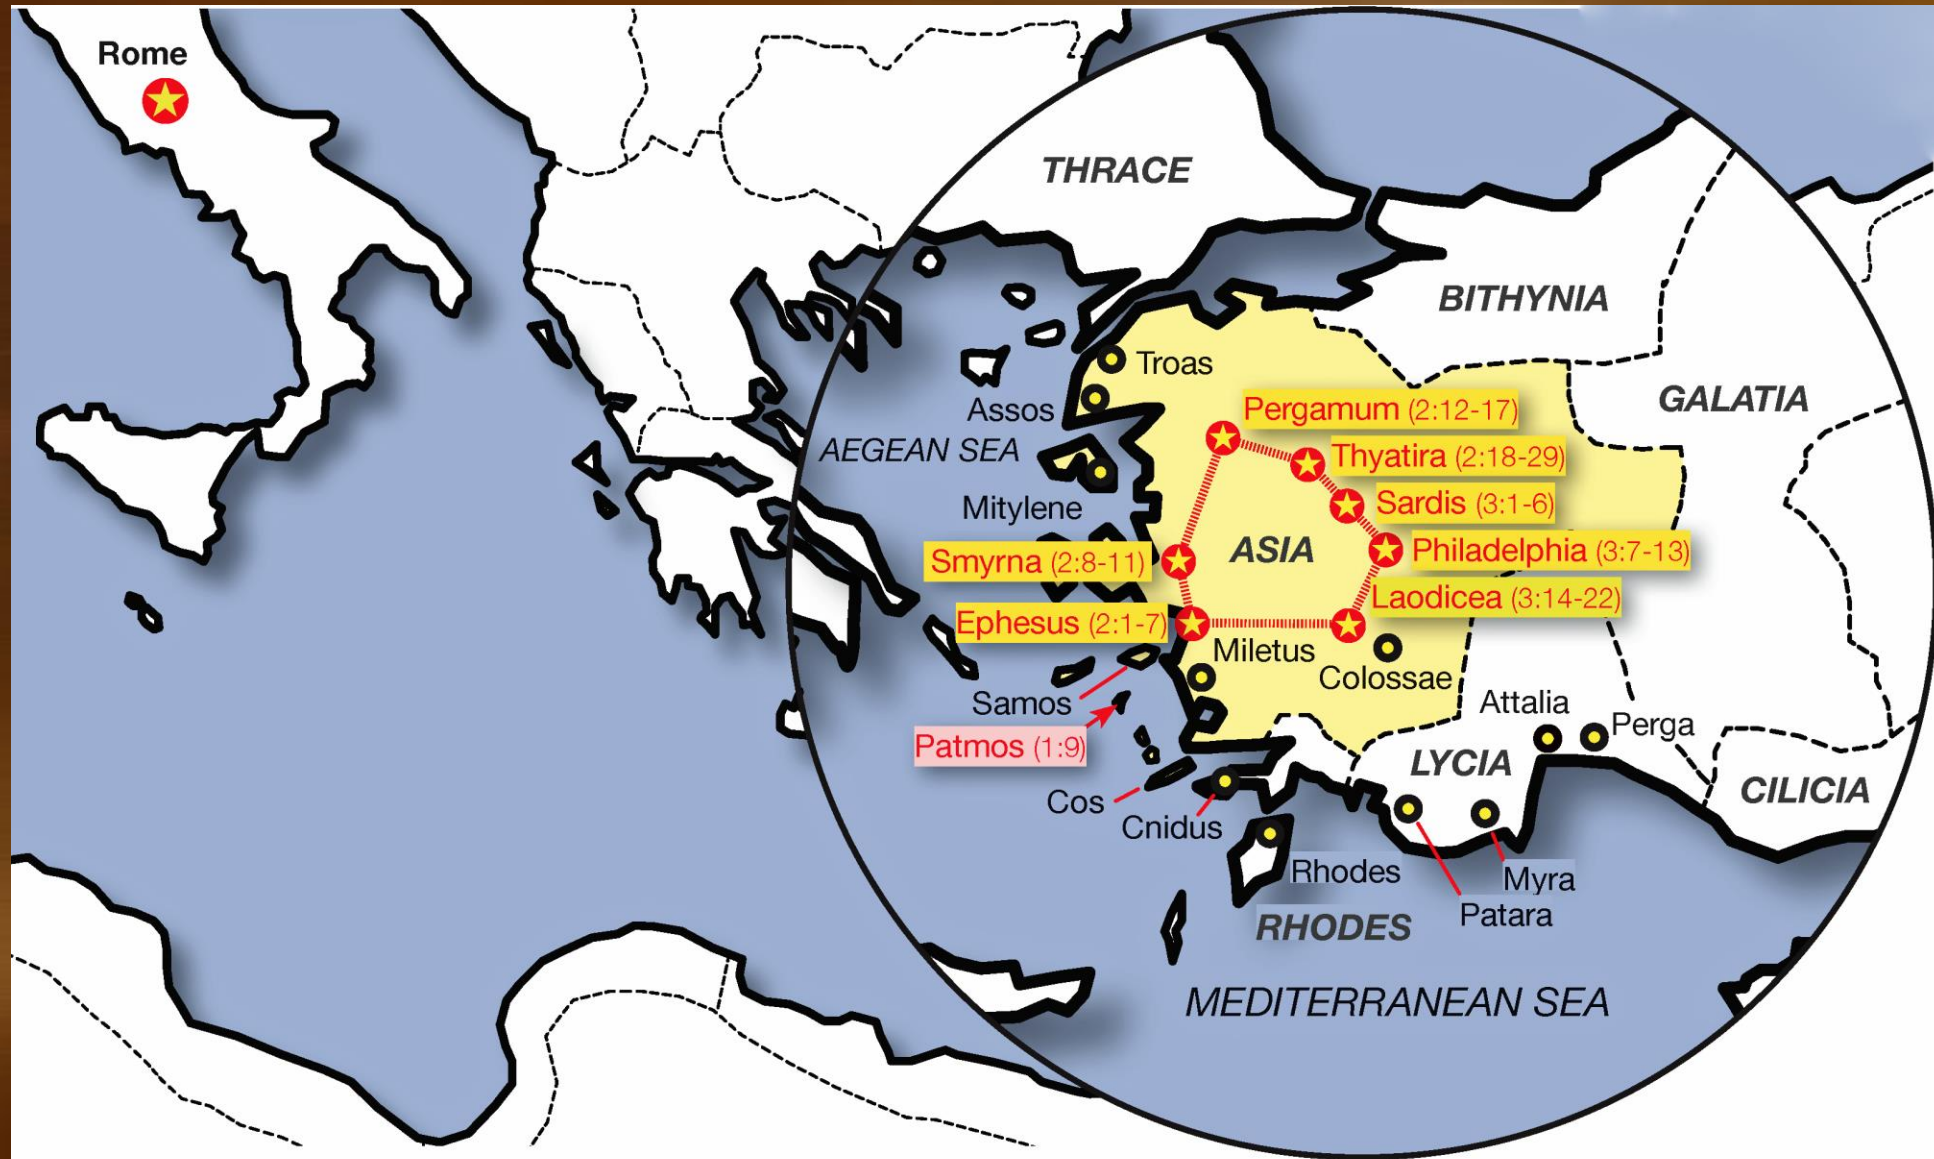 Rome
THRACE
BITHYNIA
GALATIA
Troas
Assos
AEGEAN SEA
Pergamum (2:12-17)
Thyatira (2:18-29)
Mitylene
Sardis (3:1-6)
ASIA
Philadelphia (3:7-13)
Smyrna (2:8-11)
Laodicea (3:14-22)
Ephesus (2:1-7)
Miletus
Colossae
Samos
Attalia
Perga
Patmos (1:9)
LYCIA
CILICIA
Cos
Cnidus
Rhodes
Myra
Patara
RHODES
MEDITERRANEAN SEA